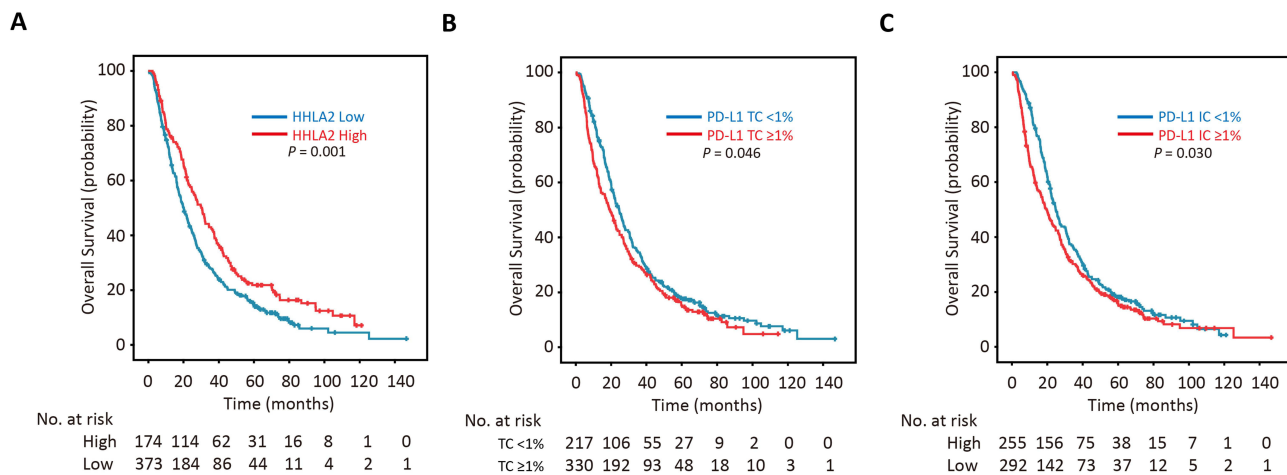 A
Overall Survival (probability)
100
80
60
40
20
0
HHLA2 Low
HHLA2 High
P = 0.001
0 20 40 60 80 100 120 140
Time (months)
No. at risk
High 174 114 62 31 16 8 1 0
Low 373 184 86 44 11 4 2 1
B
Overall Survival (probability)
100
80
60
40
20
0
PD-L1 TC <1%
PD-L1 TC ≥1%
P = 0.046
0 20 40 60 80 100 120 140
Time (months)
No. at risk
TC <1% 217 106 55 27 9 2 0 0
TC ≥1% 330 192 93 48 18 10 3 1
C
Overall Survival (probability)
100
80
60
40
20
0
PD-L1 IC <1%
PD-L1 IC ≥1%
P = 0.030
0 20 40 60 80 100 120 140
Time (months)
No. at risk
High 255 156 75 38 15 7 1 0
Low 292 142 73 37 12 5 2 1